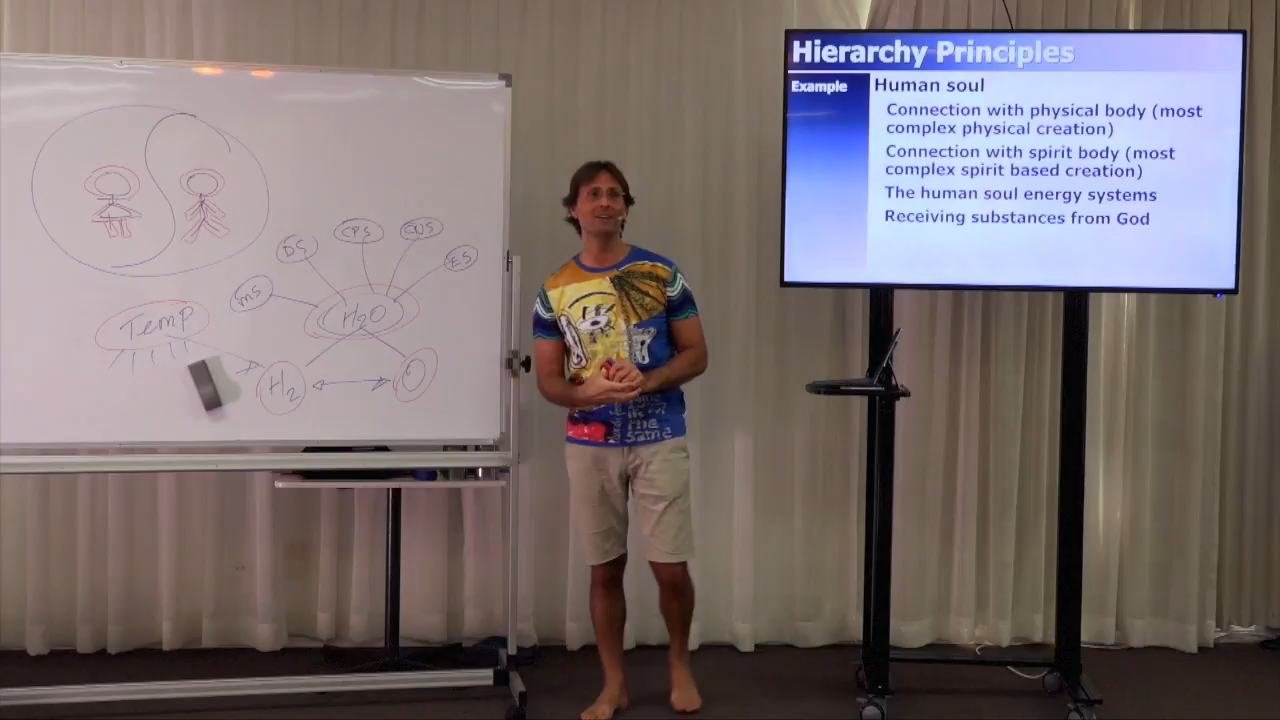 Hierarchy Principles
Example
Human soul
Connection with physical body (most
complex physical creation)
Connection with spirit body (most
complex spirit based creation)
The human soul energy systems
Receiving substances from God
DS
CPS
CNS
ES
MS
H₂O
Temp
H₂
O
the
same